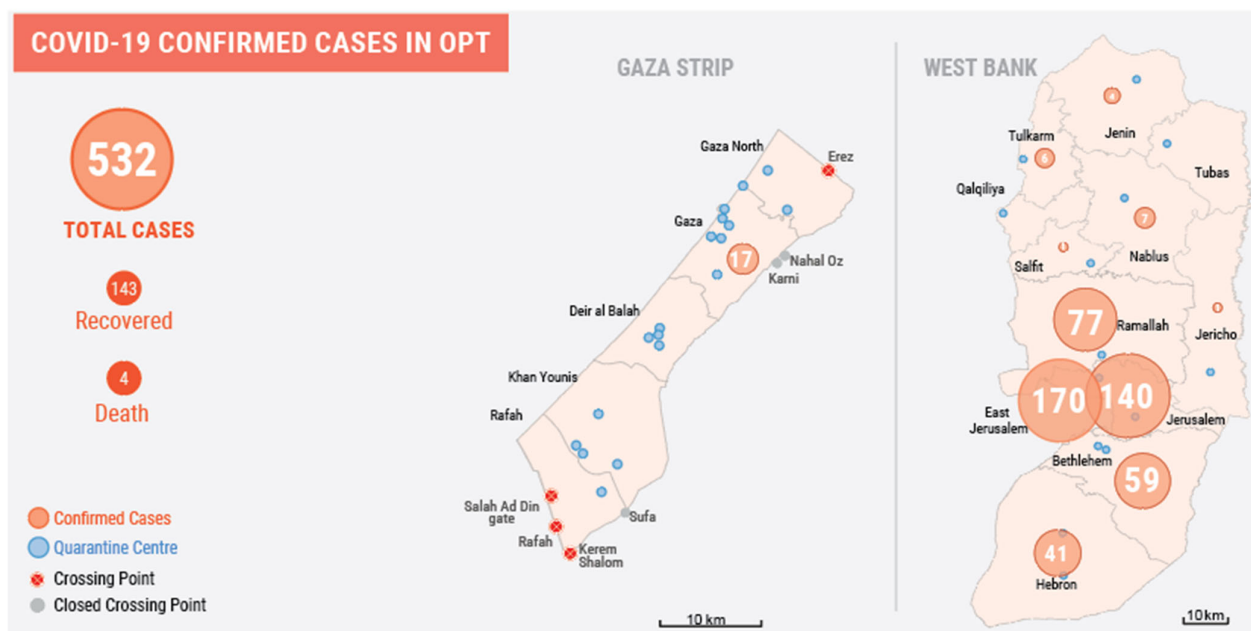 COVID-19 CONFIRMED CASES IN OPT
532
TOTAL CASES
143
Recovered
4
Death
Confirmed Cases
Quarantine Centre
Crossing Point
Closed Crossing Point
GAZA STRIP
Gaza North
Erez
Gaza
17
Nahal Oz
Karni
Deir al Balah
Khan Younis
Rafah
Salah Ad Din
gate
Sufa
Rafah
Kerem
Shalom
10 km
WEST BANK
4
Jenin
Tulkarm
6
Tubas
Qalqiliya
7
Nablus
Salfit
77
Ramallah
Jericho
170
140
East
Jerusalem
Jerusalem
Bethlehem
59
41
Hebron
10 km